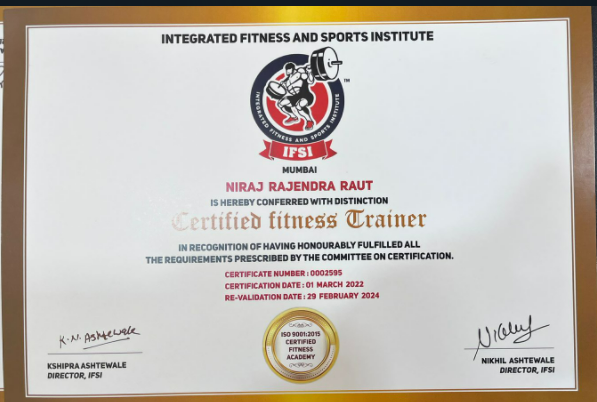 INTEGRATED FITNESS AND SPORTS INSTITUTE
INTEGRATED FITNESS AND SPORTS INSTITUTE
TM
IFSI
MUMBAI
NIRAJ RAJENDRA RAUT
IS HEREBY CONFERRED WITH DISTINCTION
Certified fitness Trainer
IN RECOGNITION OF HAVING HONOURABLY FULFILLED ALL
THE REQUIREMENTS PRESCRIBED BY THE COMMITTEE ON CERTIFICATION.
CERTIFICATE NUMBER : 0002595
CERTIFICATION DATE : 01 MARCH 2022
RE-VALIDATION DATE : 29 FEBRUARY 2024
ISO 9001:2015
CERTIFIED
FITNESS
ACADEMY
K.N. Ashtewale
KSHIPRA ASHTEWALE
DIRECTOR, IFSI
NIKHIL ASHTEWALE
DIRECTOR, IFSI